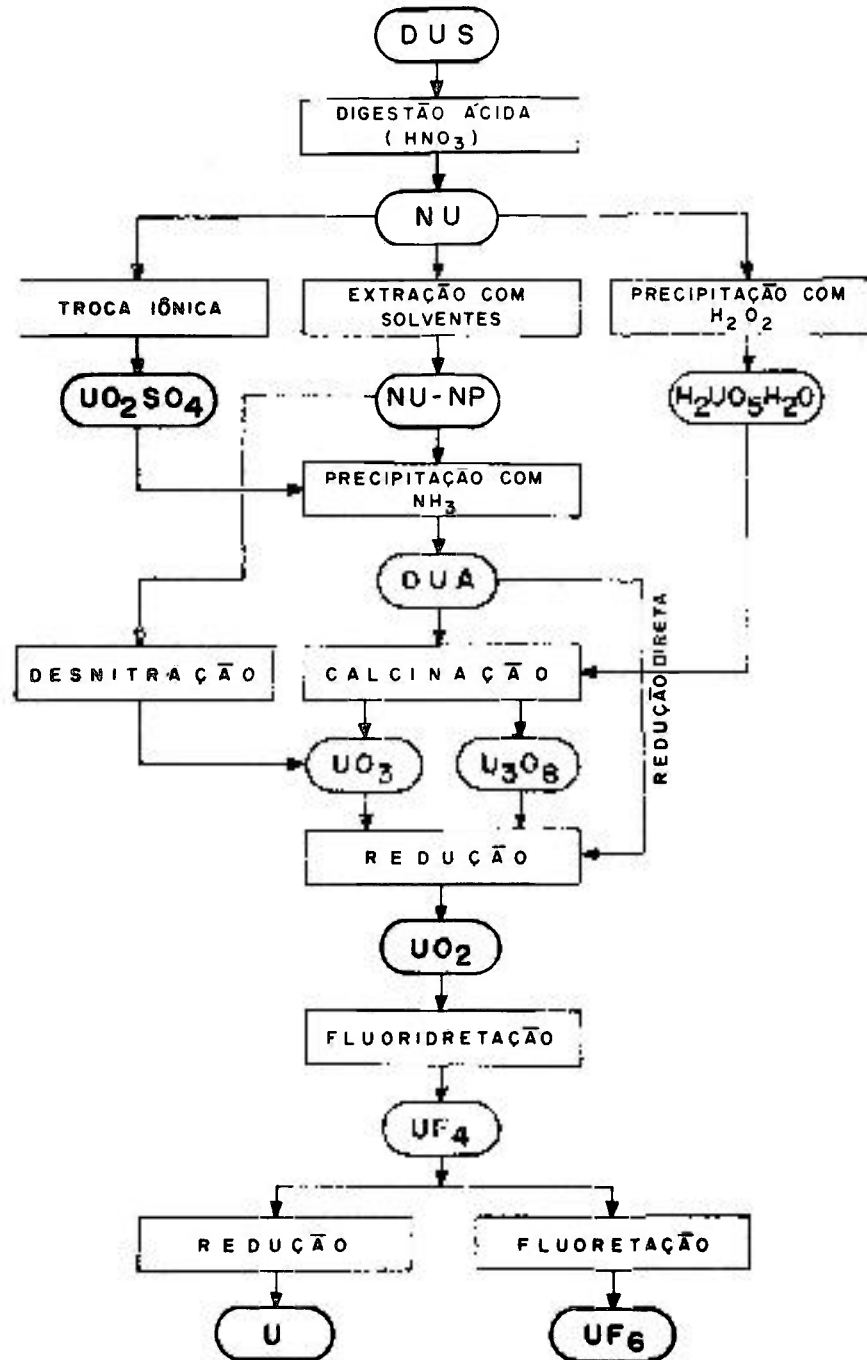 DUS
DIGESTÃO ÁCIDA
(HNO₃)
NU
TROCA IÔNICA
EXTRAÇÃO COM
SOLVENTES
PRECIPITAÇÃO COM
H₂O₂
UO₂SO₄
NU-NP
H₂UO₅H₂O
PRECIPITAÇÃO COM
NH₃
DUA
REDUÇÃO DIRETA
DESNITRAÇÃO
CALCINAÇÃO
UO₃
U₃O₈
REDUÇÃO
UO₂
FLUORIDRETAÇÃO
UF₄
REDUÇÃO
FLUORETAÇÃO
U
UF₆